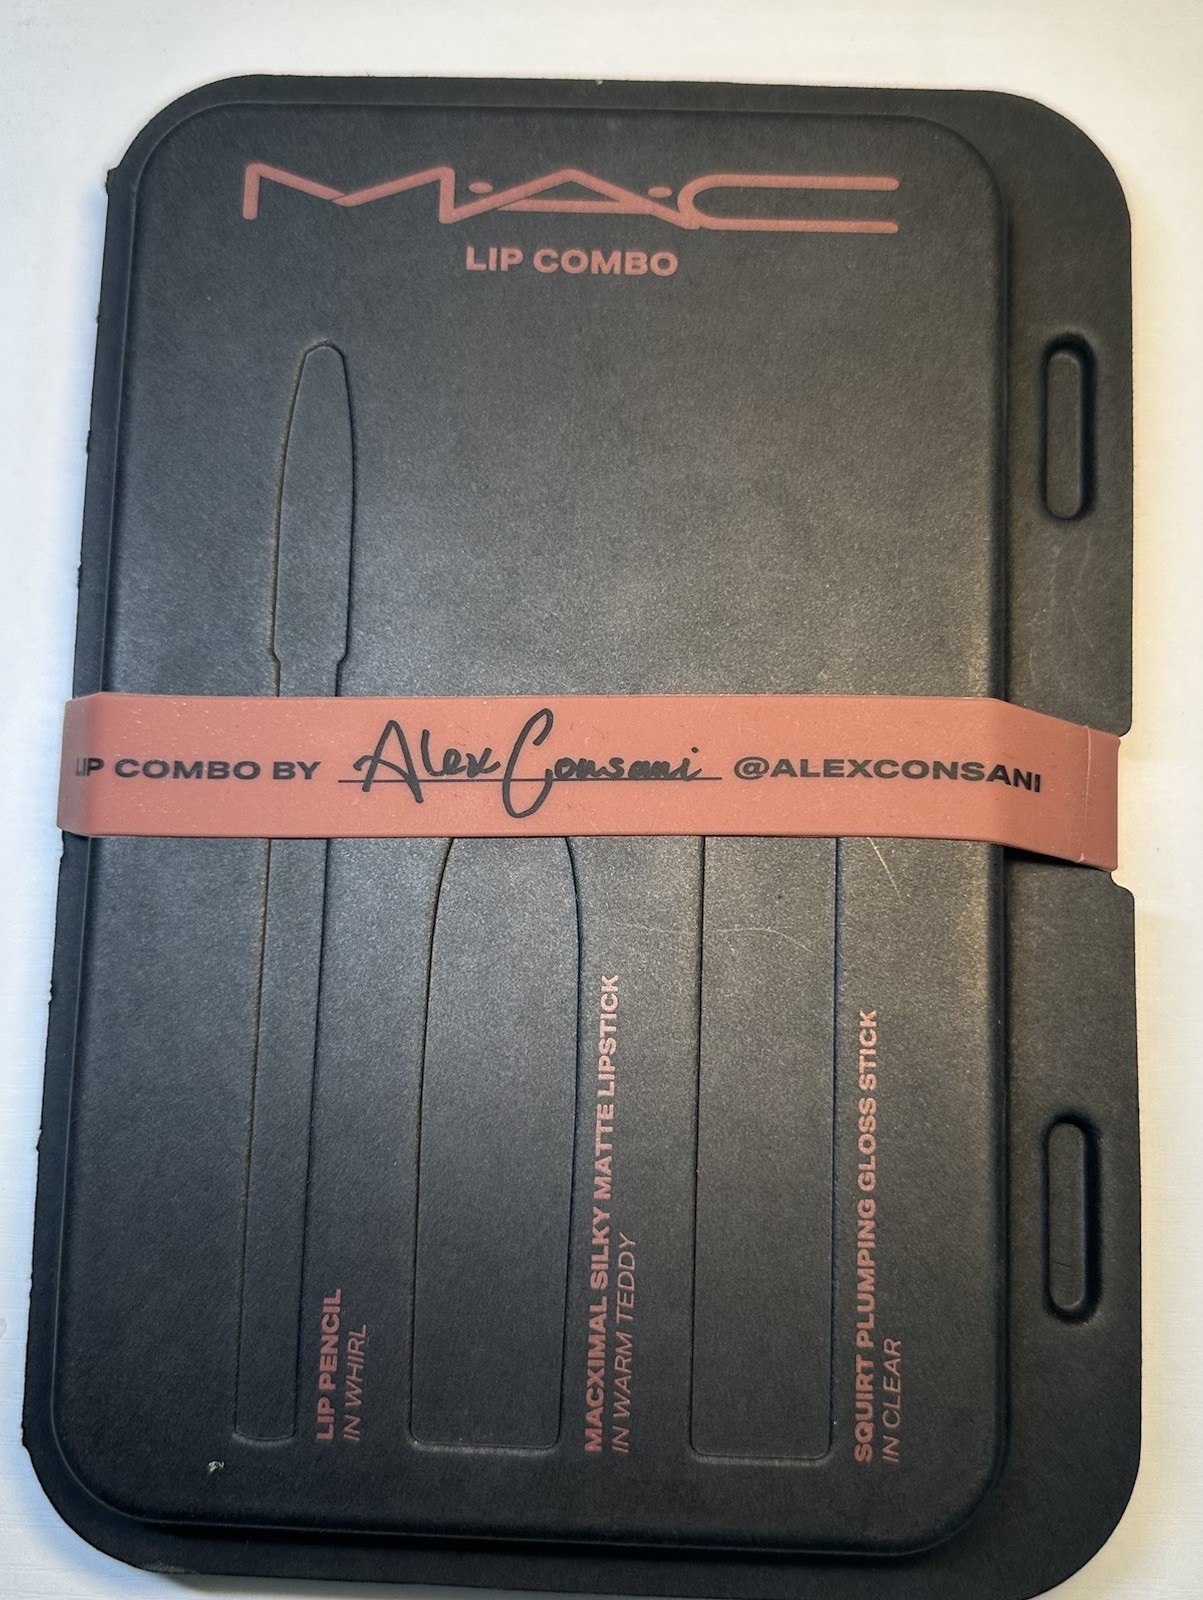 M·A·C
LIP COMBO
LIP COMBO BY Alex Consani @ALEXCONSANI
LIP PENCIL
IN WHIRL
MACXIMAL SILKY MATTE LIPSTICK
IN WARM TEDDY
SQUIRT PLUMPING GLOSS STICK
IN CLEAR